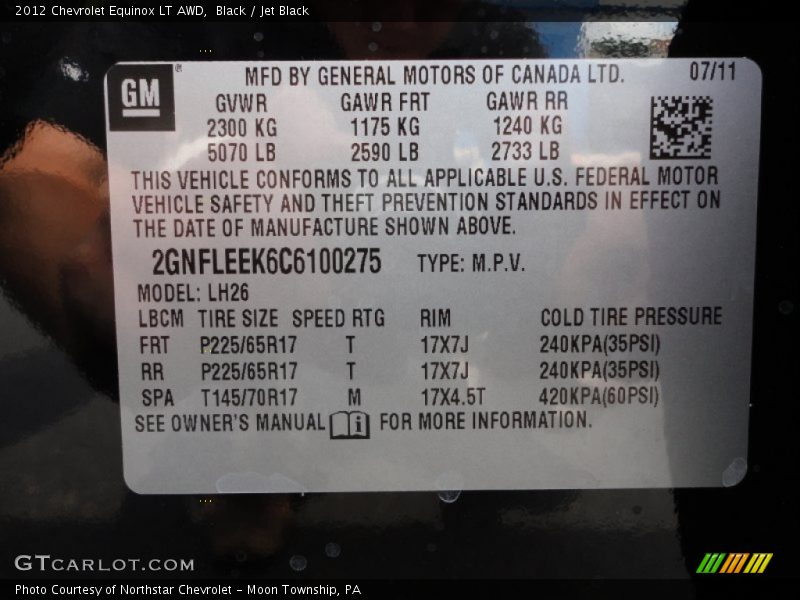 2012 Chevrolet Equinox LT AWD, Black / Jet Black
GM® MFD BY GENERAL MOTORS OF CANADA LTD. 07/11
GVWR GAWR FRT GAWR RR
2300 KG 1175 KG 1240 KG
5070 LB 2590 LB 2733 LB
THIS VEHICLE CONFORMS TO ALL APPLICABLE U.S. FEDERAL MOTOR
VEHICLE SAFETY AND THEFT PREVENTION STANDARDS IN EFFECT ON
THE DATE OF MANUFACTURE SHOWN ABOVE.
2GNFLEEK6C6100275 TYPE: M.P.V.
MODEL: LH26
LBCM TIRE SIZE SPEED RTG RIM COLD TIRE PRESSURE
FRT P225/65R17 T 17X7J 240KPA(35PSI)
RR P225/65R17 T 17X7J 240KPA(35PSI)
SPA T145/70R17 M 17X4.5T 420KPA(60PSI)
SEE OWNER'S MANUAL i FOR MORE INFORMATION.
GTCARLOT.COM
Photo Courtesy of Northstar Chevrolet - Moon Township, PA